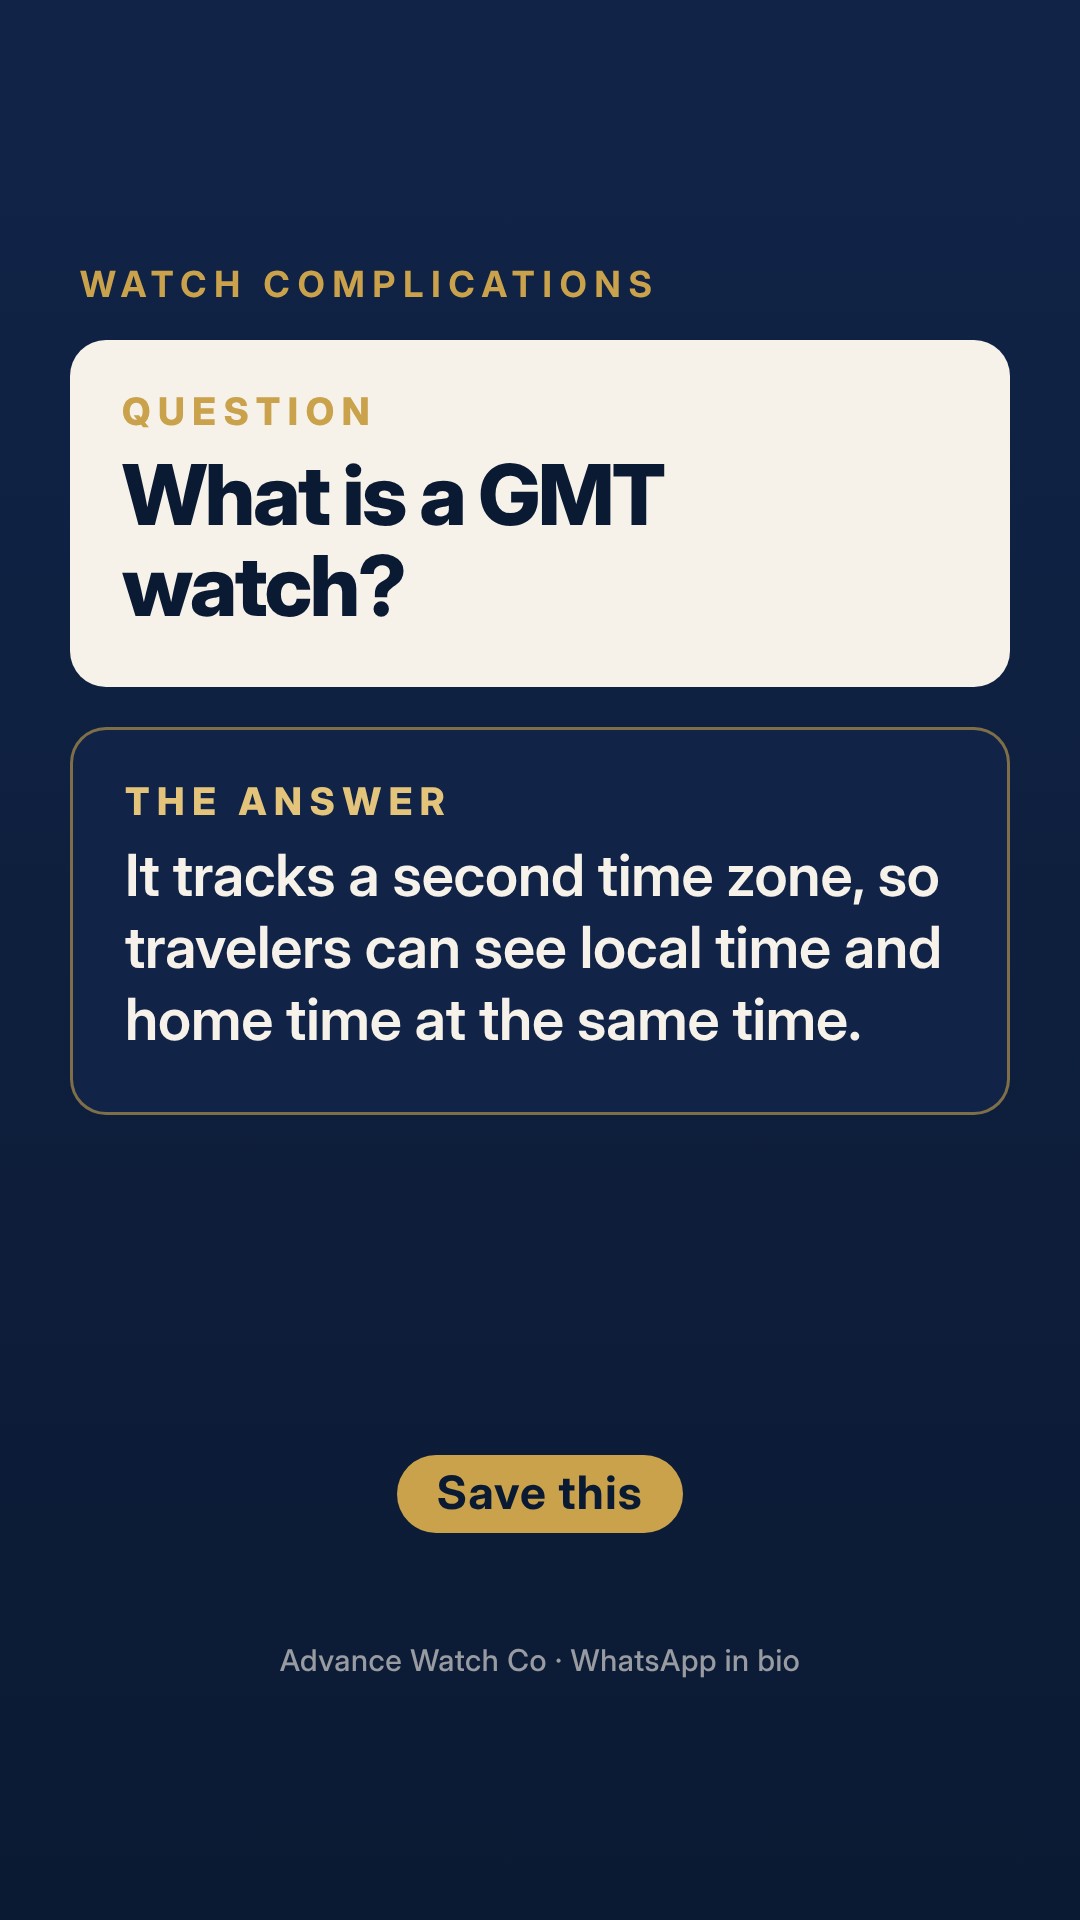 WATCH COMPLICATIONS
QUESTION
What is a GMT
watch?
THE ANSWER
It tracks a second time zone, so
travelers can see local time and
home time at the same time.
Save this
Advance Watch Co · WhatsApp in bio